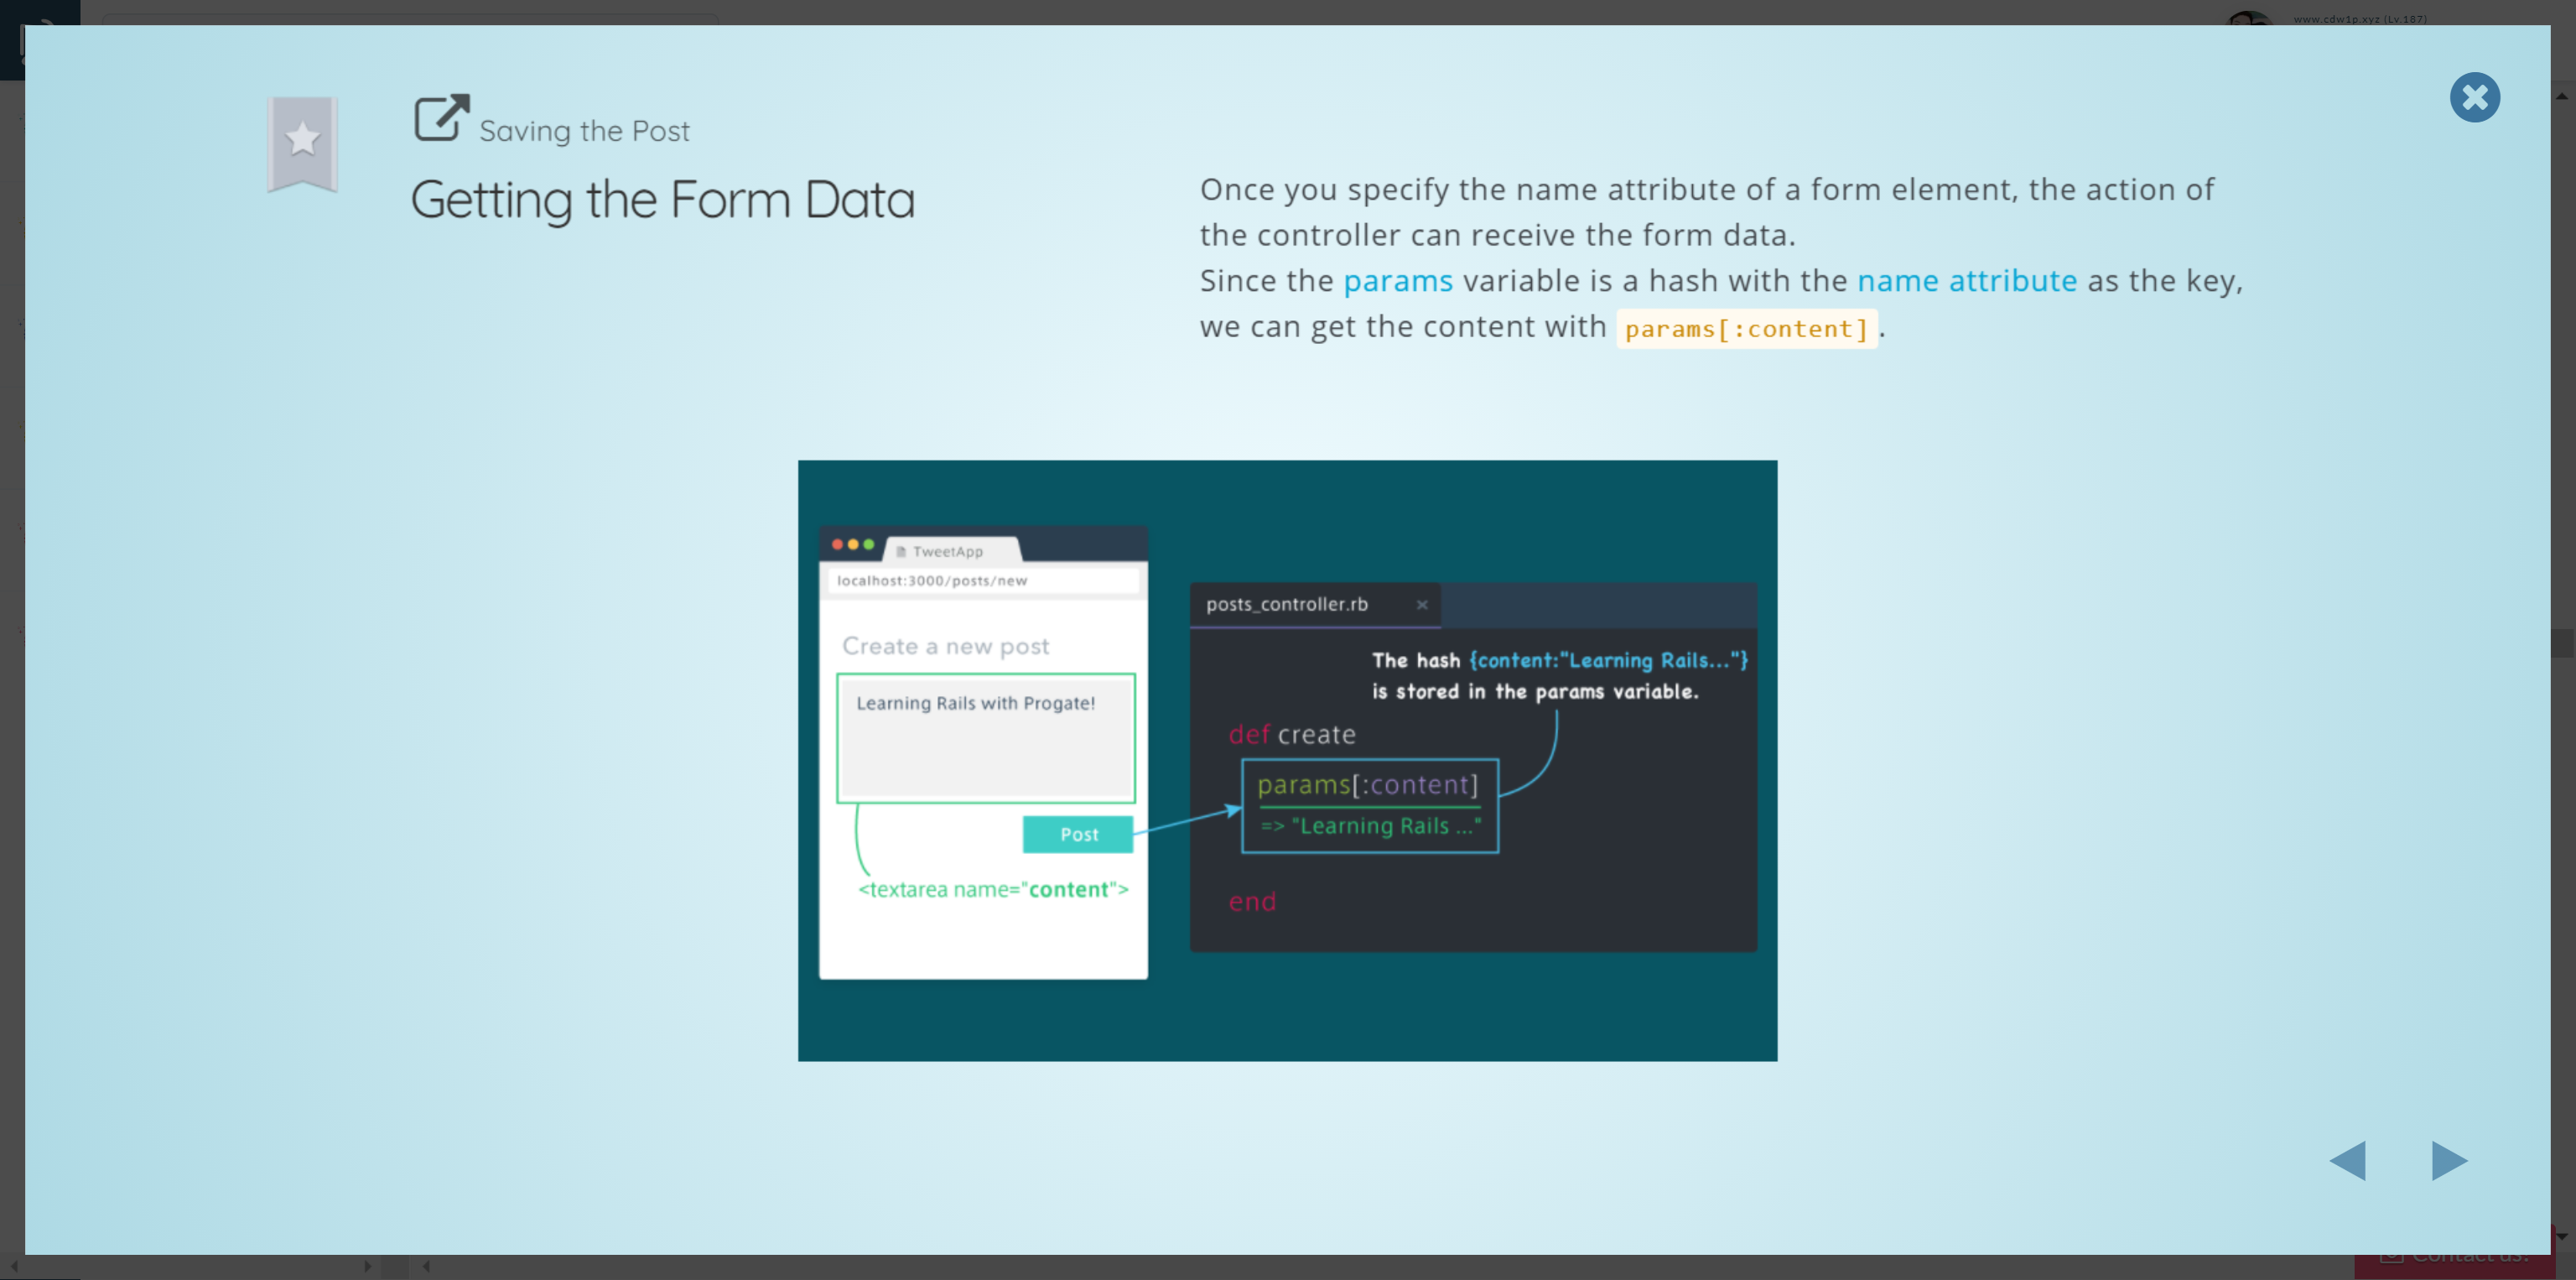 www.cdw1p.xyz (Lv.187)
Saving the Post
Getting the Form Data
Once you specify the name attribute of a form element, the action of
the controller can receive the form data.
Since the params variable is a hash with the name attribute as the key,
we can get the content with params[:content].
TweetApp
localhost:3000/posts/new
Create a new post
Learning Rails with Progate!
Post
<textarea name="content">
posts_controller.rb
The hash {content:"Learning Rails..."}
is stored in the params variable.
def create
params[:content]
=> "Learning Rails ..."
end
Contact us!